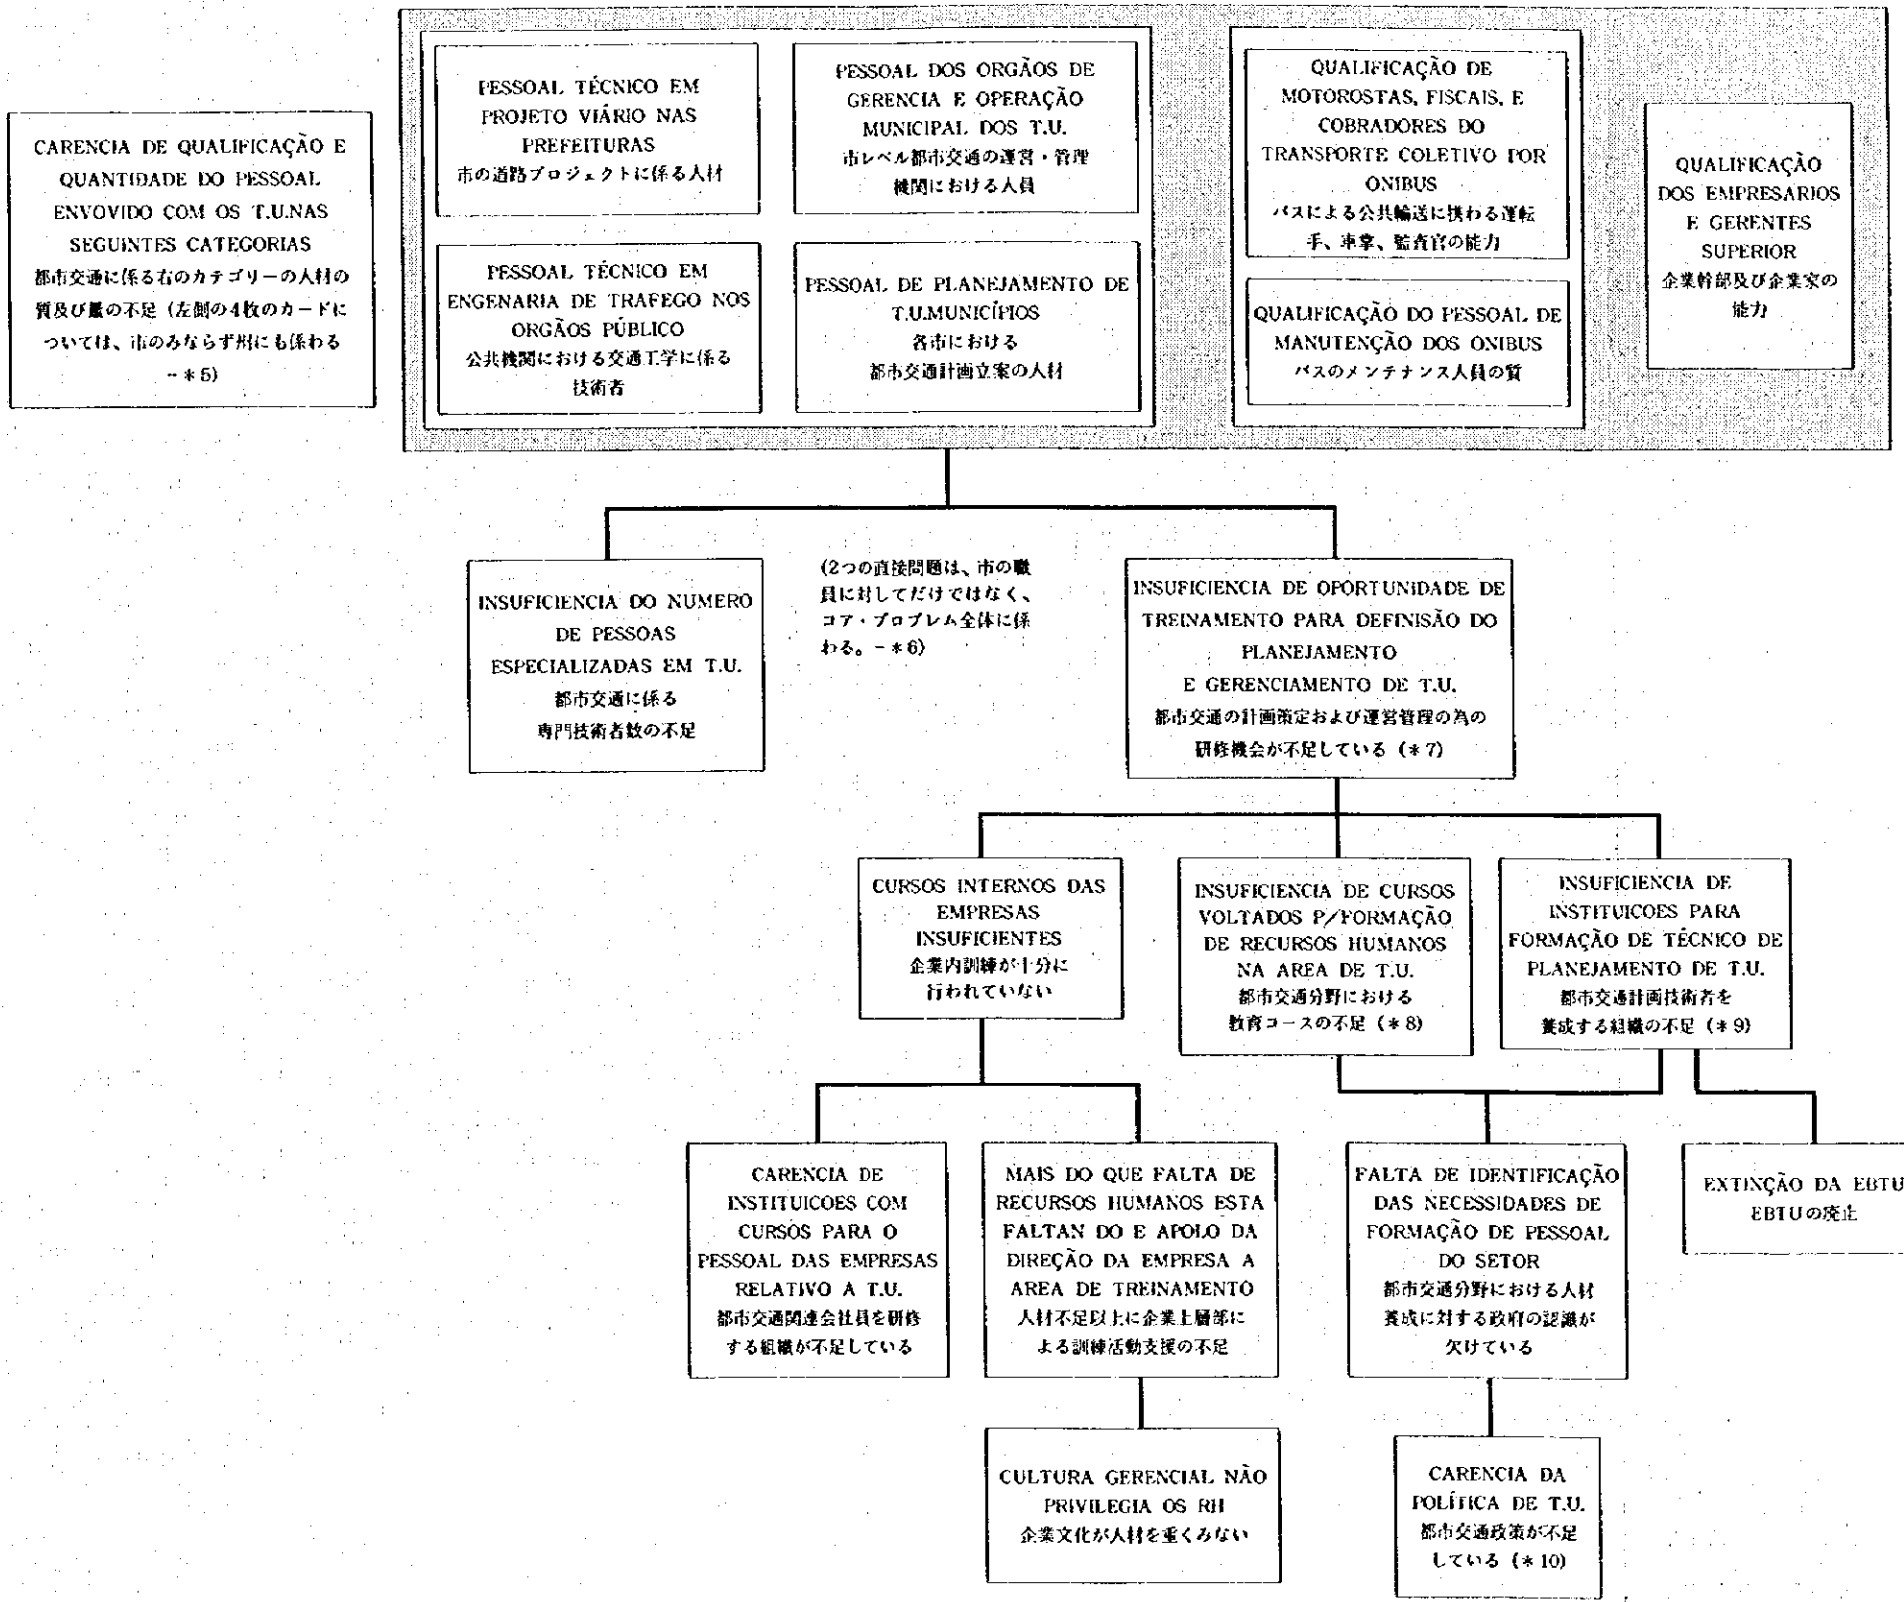 CARENCIA DE QUALIFICAÇÃO E
QUANTIDADE DO PESSOAL
ENVOVIDO COM OS T.U.NAS
SEGUINTES CATEGORIAS
都市交通に係る右のカテゴリーの人材の
質及び量の不足 (左側の4枚のカードに
ついては、市のみならず州にも係わる
-*5)
PESSOAL TÉCNICO EM
PROJETO VIÁRIO NAS
PREFEITURAS
市の道路プロジェクトに係る人材
PESSOAL DOS ORGÃOS DE
GERENCIA E OPERAÇÃO
MUNICIPAL DOS T.U.
市レベル都市交通の運営・管理
機関における人員
PESSOAL TÉCNICO EM
ENGENARIA DE TRAFEGO NOS
ORGÃOS PÚBLICO
公共機関における交通工学に係る
技術者
PESSOAL DE PLANEJAMENTO DE
T.U.MUNICÍPIOS
各市における
都市交通計画立案の人材
QUALIFICAÇÃO DE
MOTOROSTAS, FISCAIS, E
COBRADORES DO
TRANSPORTE COLETIVO POR
ONIBUS
バスによる公共輸送に携わる運転
手、車掌、監査官の能力
QUALIFICAÇÃO DO PESSOAL DE
MANUTENÇÃO DOS ONIBUS
バスのメンテナンス人員の質
QUALIFICAÇÃO
DOS EMPRESÁRIOS
E GERENTES
SUPERIOR
企業幹部及び企業家の
能力
INSUFICIENCIA DO NUMERO
DE PESSOAS
ESPECIALIZADAS EM T.U.
都市交通に係る
専門技術者数の不足
(2つの直接問題は、市の職
員に対してだけではなく、
コア・プロブレム全体に係
わる。-*6)
INSUFICIENCIA DE OPORTUNIDADE DE
TREINAMENTO PARA DEFINISÃO DO
PLANEJAMENTO
E GERENCIAMENTO DE T.U.
都市交通の計画策定および運営管理の為の
研修機会が不足している (*7)
CURSOS INTERNOS DAS
EMPRESAS
INSUFICIENTES
企業内訓練が十分に
行われていない
INSUFICIENCIA DE CURSOS
VOLTADOS P/FORMAÇÃO
DE RECURSOS HUMANOS
NA AREA DE T.U.
都市交通分野における
教育コースの不足 (*8)
INSUFICIENCIA DE
INSTITUICOES PARA
FORMAÇÃO DE TÉCNICO DE
PLANEJAMENTO DE T.U.
都市交通計画技術者を
養成する組織の不足 (*9)
CARENCIA DE
INSTITUICOES COM
CURSOS PARA O
PESSOAL DAS EMPRESAS
RELATIVO A T.U.
都市交通関連会社員を研修
する組織が不足している
MAIS DO QUE FALTA DE
RECURSOS HUMANOS ESTA
FALTAN DO E APOLO DA
DIREÇÃO DA EMPRESA A
AREA DE TREINAMENTO
人材不足以上に企業上層部に
よる訓練活動支援の不足
FALTA DE IDENTIFICAÇÃO
DAS NECESSIDADES DE
FORMAÇÃO DE PESSOAL
DO SETOR
都市交通分野における人材
養成に対する政府の認識が
欠けている
EXTINÇÃO DA EBTU
EBTUの廃止
CULTURA GERENCIAL NÃO
PRIVILEGIA OS RH
企業文化が人材を重くみない
CARENCIA DA
POLÍTICA DE T.U.
都市交通政策が不足
している (*10)